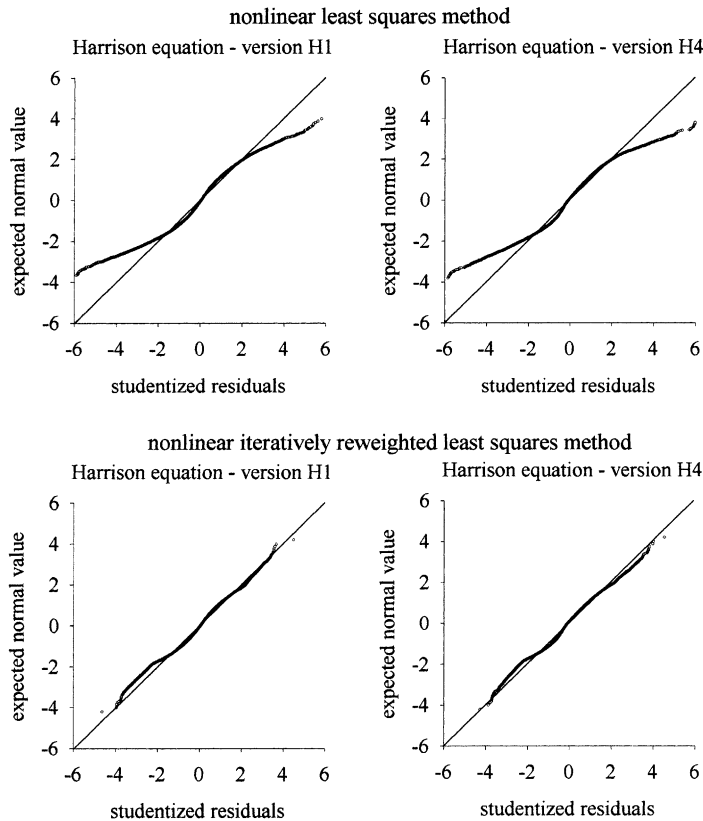 nonlinear least squares method
Harrison equation - version H1
Harrison equation - version H4
6
4
2
0
-2
-4
-6
expected normal value
-6 -4 -2 0 2 4 6
studentized residuals
6
4
2
0
-2
-4
-6
expected normal value
-6 -4 -2 0 2 4 6
studentized residuals
nonlinear iteratively reweighted least squares method
Harrison equation - version H1
Harrison equation - version H4
6
4
2
0
-2
-4
-6
expected normal value
-6 -4 -2 0 2 4 6
studentized residuals
6
4
2
0
-2
-4
-6
expected normal value
-6 -4 -2 0 2 4 6
studentized residuals